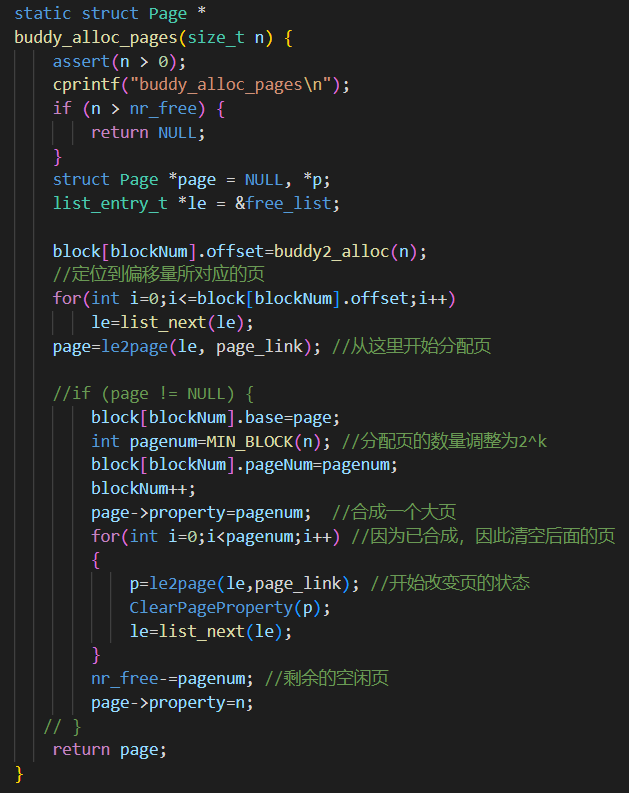 static struct Page *
buddy_alloc_pages(size_t n) {
    assert(n > 0);
    cprintf("buddy_alloc_pages\n");
    if (n > nr_free) {
        return NULL;
    }
    struct Page *page = NULL, *p;
    list_entry_t *le = &free_list;

    block[blockNum].offset=buddy2_alloc(n);
    //定位到偏移量所对应的页
    for(int i=0;i<=block[blockNum].offset;i++)
        le=list_next(le);
    page=le2page(le, page_link); //从这里开始分配页

    //if (page != NULL) {
        block[blockNum].base=page;
        int pagenum=MIN_BLOCK(n); //分配页的数量调整为2^k
        block[blockNum].pageNum=pagenum;
        blockNum++;
        page->property=pagenum;  //合成一个大页
        for(int i=0;i<pagenum;i++) //因为已合成，因此清空后面的页
        {
            p=le2page(le,page_link); //开始改变页的状态
            ClearPageProperty(p);
            le=list_next(le);
        }
        nr_free-=pagenum; //剩余的空闲页
        page->property=n;
   // }
    return page;
}